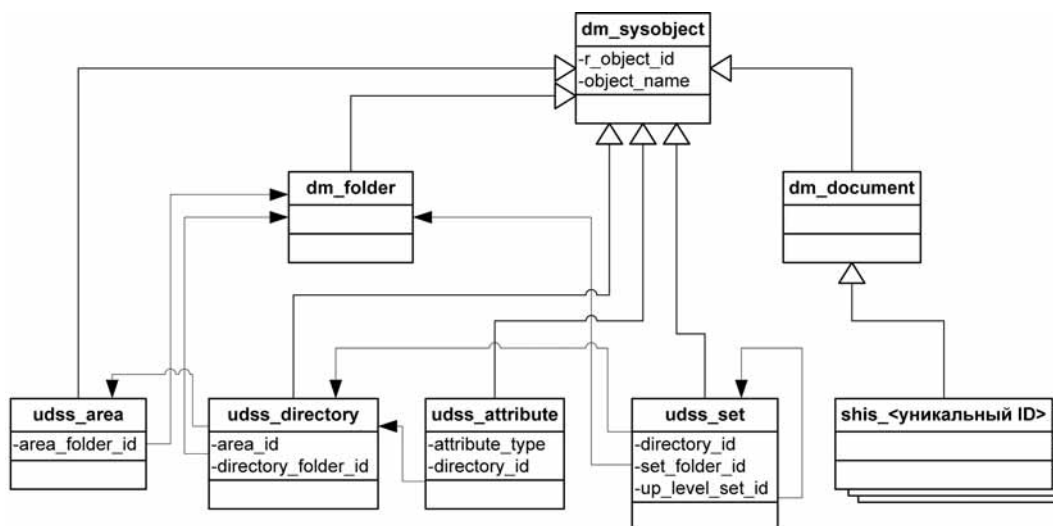 dm_sysobject
-r_object_id
-object_name
dm_folder
dm_document
udss_area
-area_folder_id
udss_directory
-area_id
-directory_folder_id
udss_attribute
-attribute_type
-directory_id
udss_set
-directory_id
-set_folder_id
-up_level_set_id
shis_<уникальный ID>